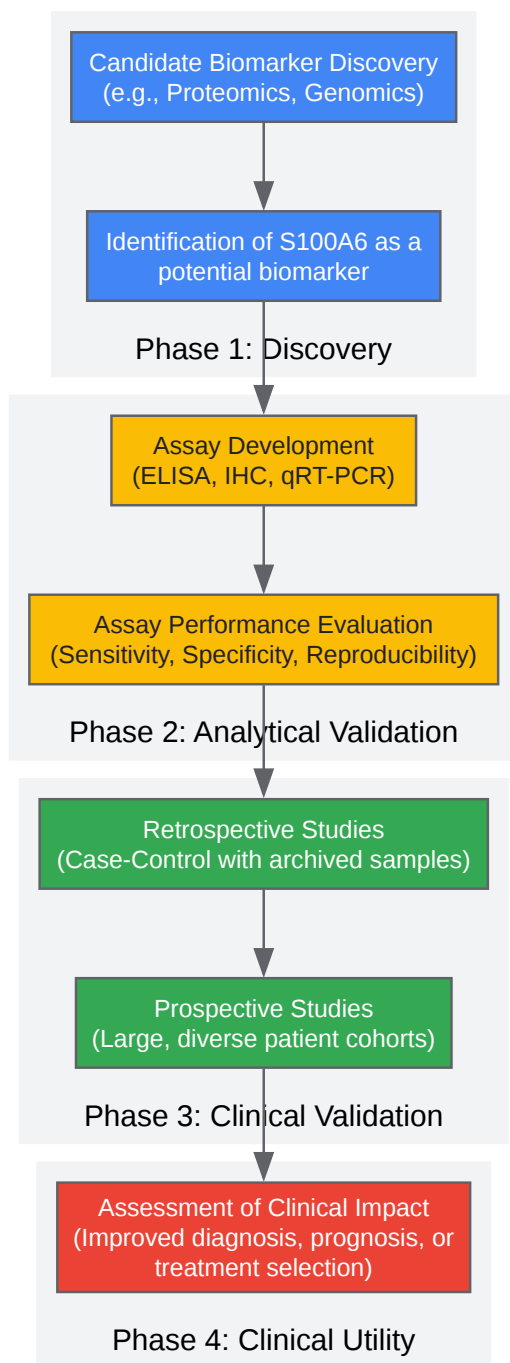 Candidate Biomarker Discovery
(e.g., Proteomics, Genomics)
Identification of S100A6 as a
potential biomarker
Phase 1: Discovery
Assay Development
(ELISA, IHC, qRT-PCR)
Assay Performance Evaluation
(Sensitivity, Specificity, Reproducibility)
Phase 2: Analytical Validation
Retrospective Studies
(Case-Control with archived samples)
Prospective Studies
(Large, diverse patient cohorts)
Phase 3: Clinical Validation
Assessment of Clinical Impact
(Improved diagnosis, prognosis, or
treatment selection)
Phase 4: Clinical Utility